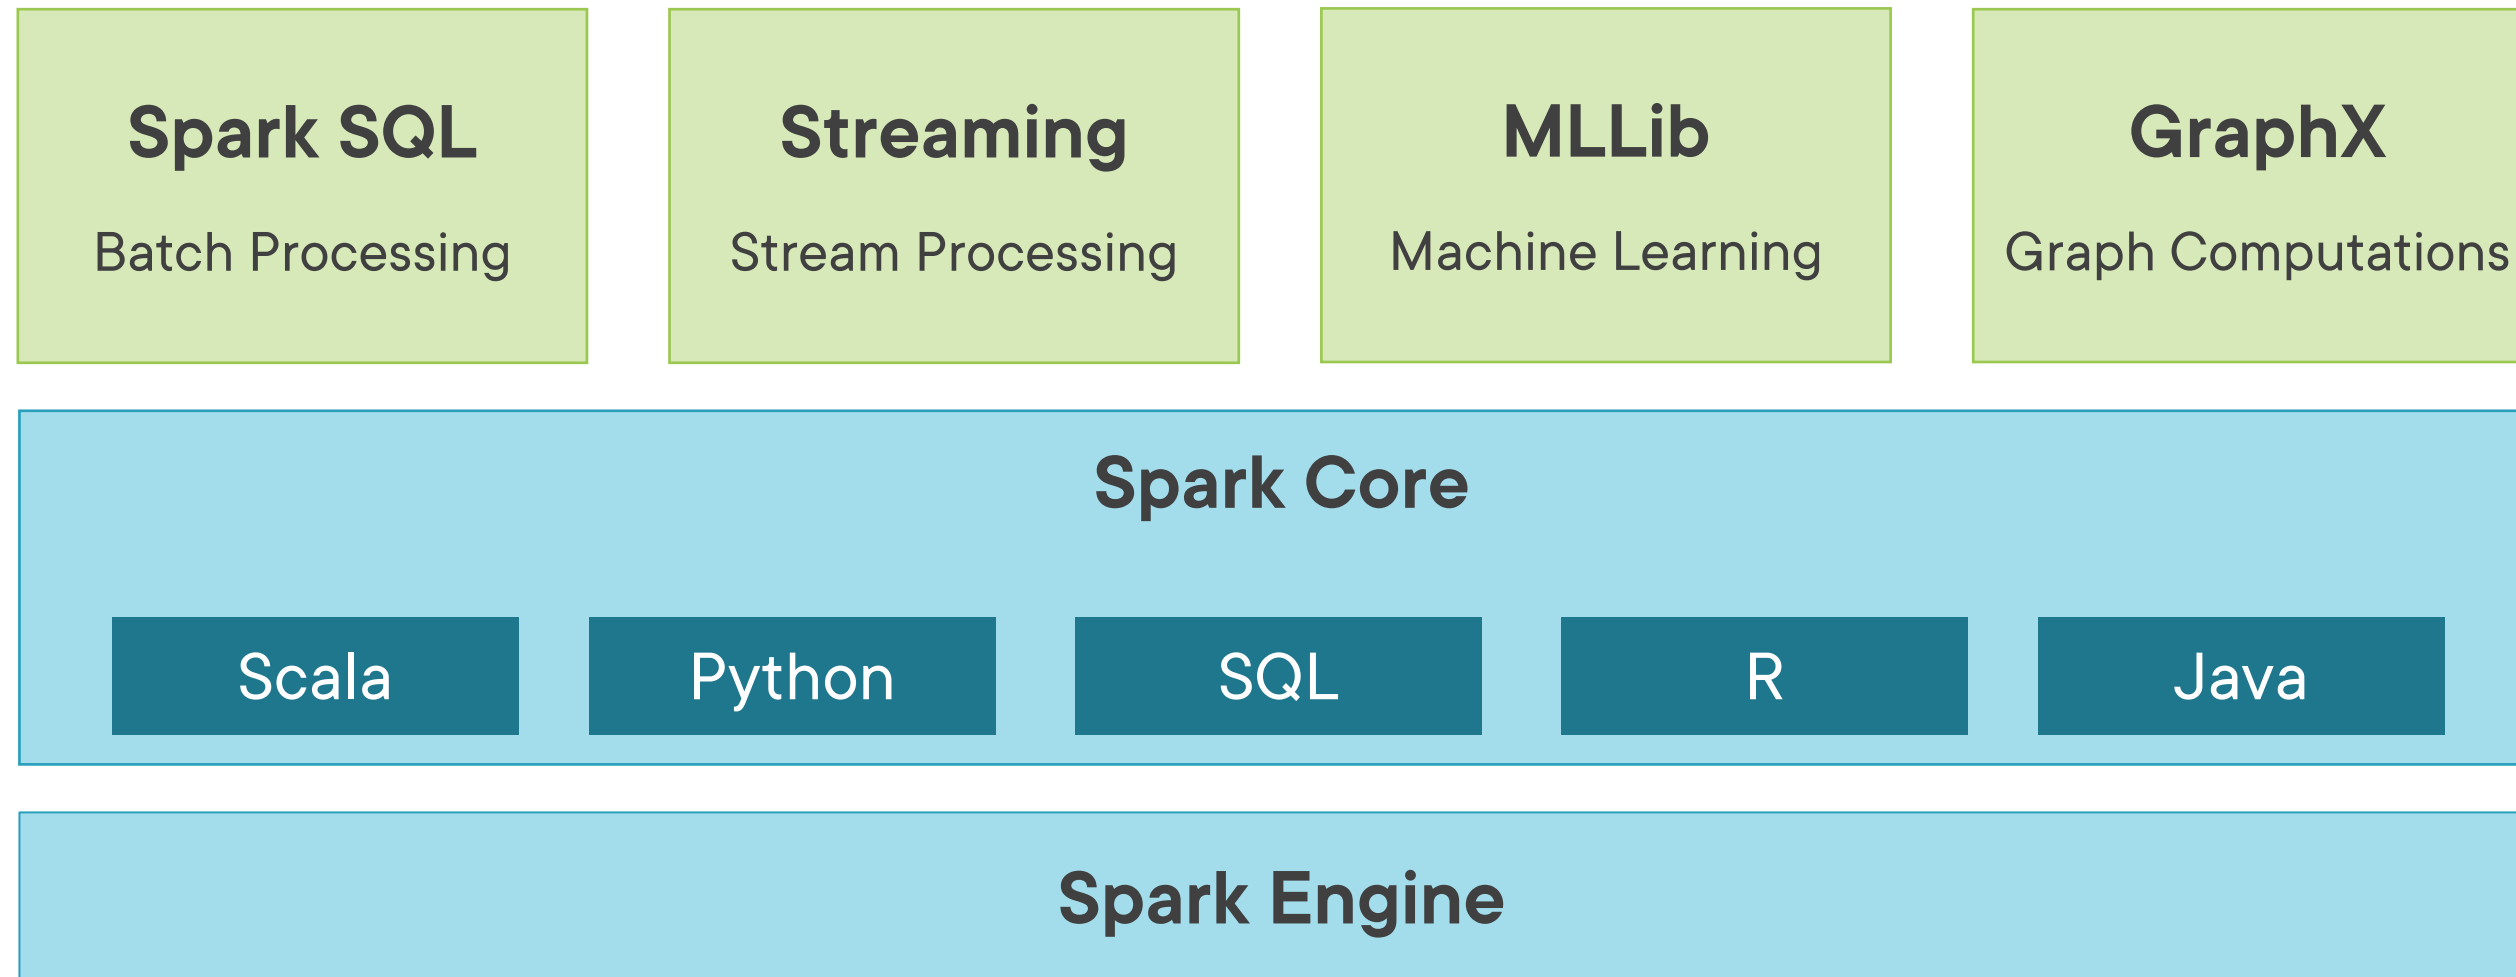 Spark SQL
Batch Processing
Streaming
Stream Processing
MLLib
Machine Learning
GraphX
Graph Computations
Spark Core
Scala
Python
SQL
R
Java
Spark Engine